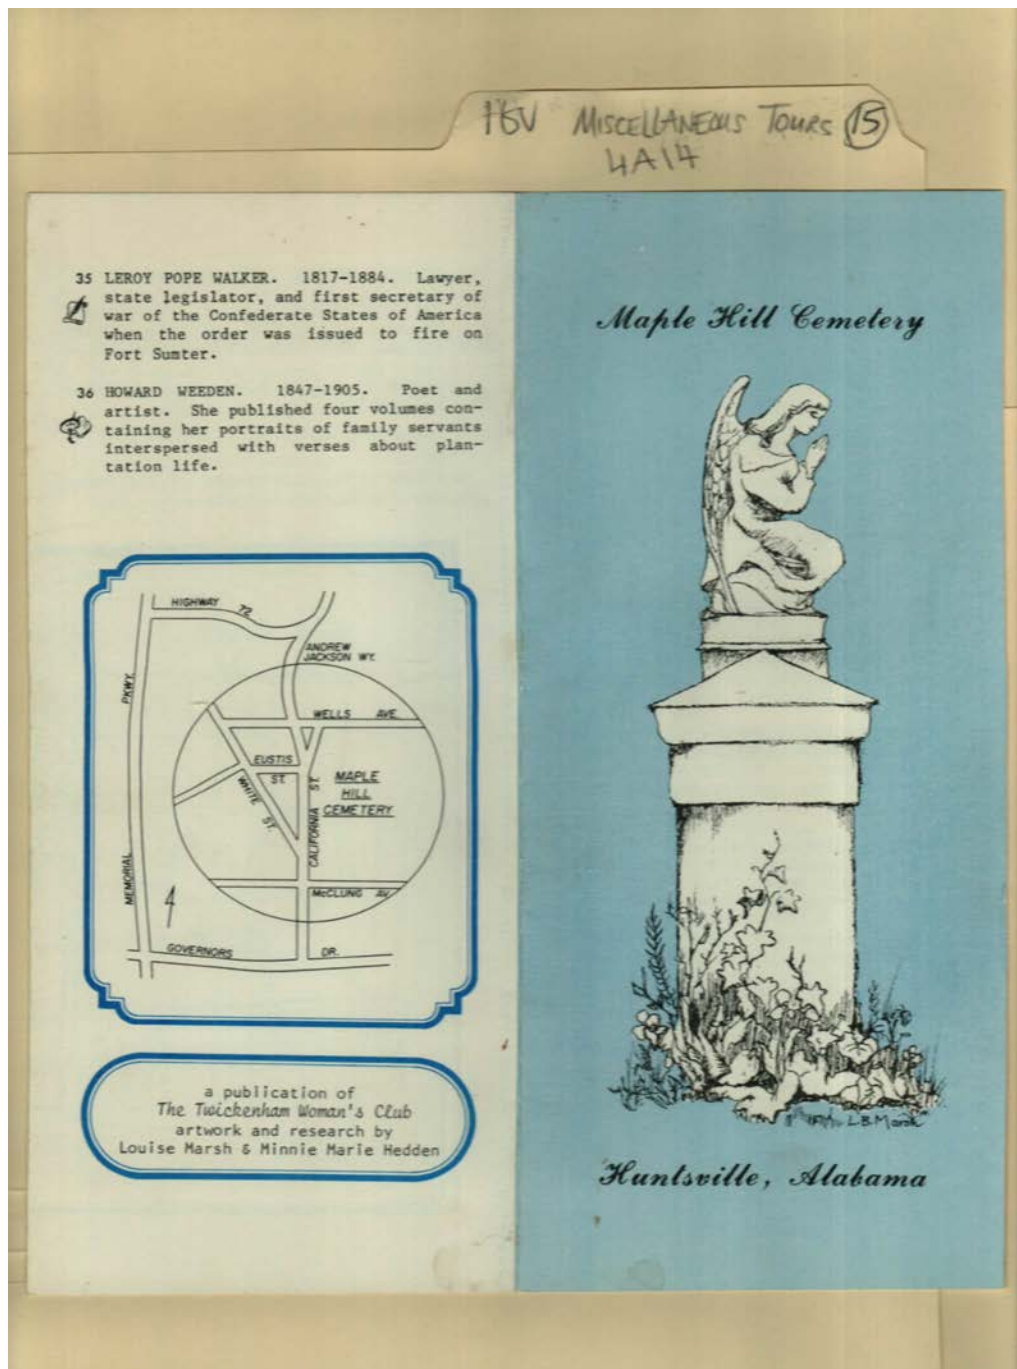 HSV MISCELLANEOUS TOURS 15
4A14
35 LEROY POPE WALKER. 1817-1884. Lawyer,
state legislator, and first secretary of
war of the Confederate States of America
when the order was issued to fire on
Fort Sumter.
36 HOWARD WEEDEN. 1847-1905. Poet and
artist. She published four volumes con-
taining her portraits of family servants
interspersed with verses about plan-
tation life.
HIGHWAY 72
ANDREW
JACKSON WY.
MEMORIAL PKWY.
WELLS AVE.
EUSTIS
ST.
WHITE ST.
CALIFORNIA ST.
MAPLE
HILL
CEMETERY
McCLUNG AV.
GOVERNORS DR.
a publication of
The Twickenham Woman's Club
artwork and research by
Louise Marsh & Minnie Marie Hedden
Maple Hill Cemetery
L.B. Marsh
Huntsville, Alabama